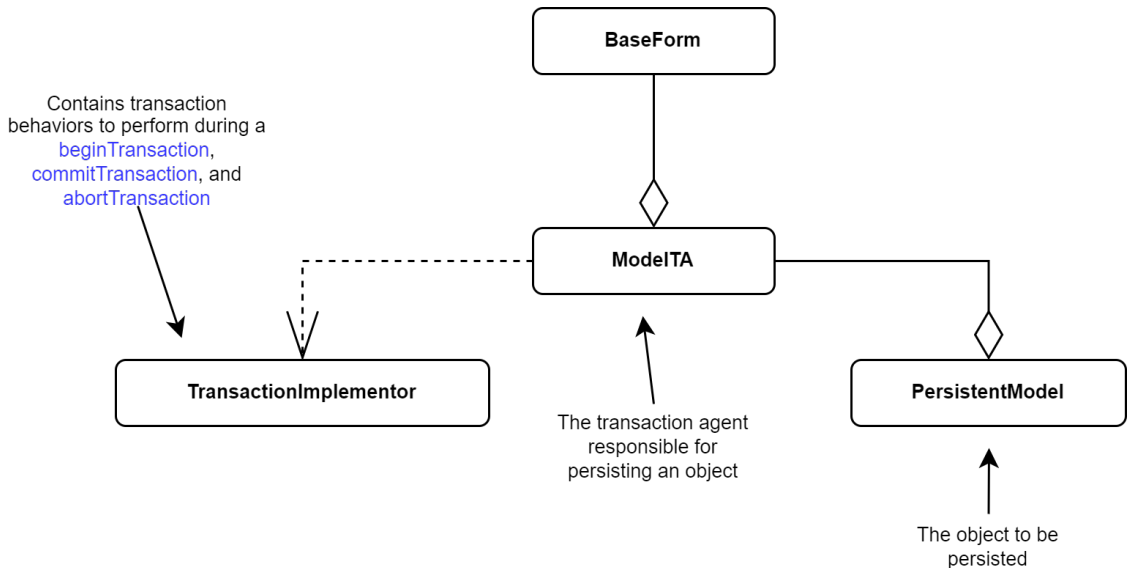 BaseForm
Contains transaction
behaviors to perform during a
beginTransaction,
commitTransaction, and
abortTransaction
ModelTA
TransactionImplementor
PersistentModel
The transaction agent
responsible for
persisting an object
The object to be
persisted